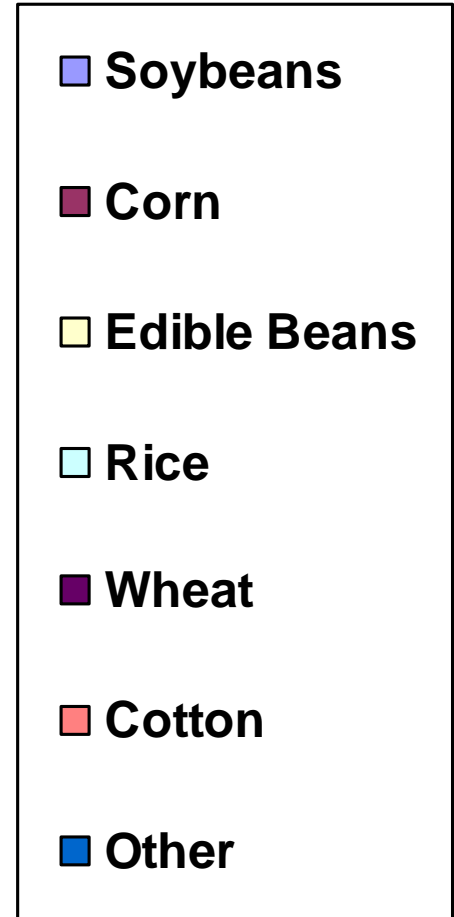 Soybeans
Corn
Edible Beans
Rice
Wheat
Cotton
Other